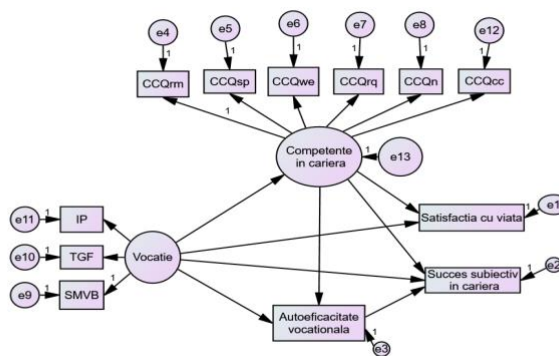 e4
e5
e6
e7
e8
e12
1
1
1
1
1
1
CCQrm
CCQsp
CCQwe
CCQrq
CCQn
CCQcc
1
Competente
in cariera
1
e13
e11
1
IP
e10
1
TGF
e9
1
SMVB
1
Vocatie
Satisfactia cu viata
1
e1
Succes subiectiv
in cariera
1
e2
Autoeficacitate
vocationala
1
e3